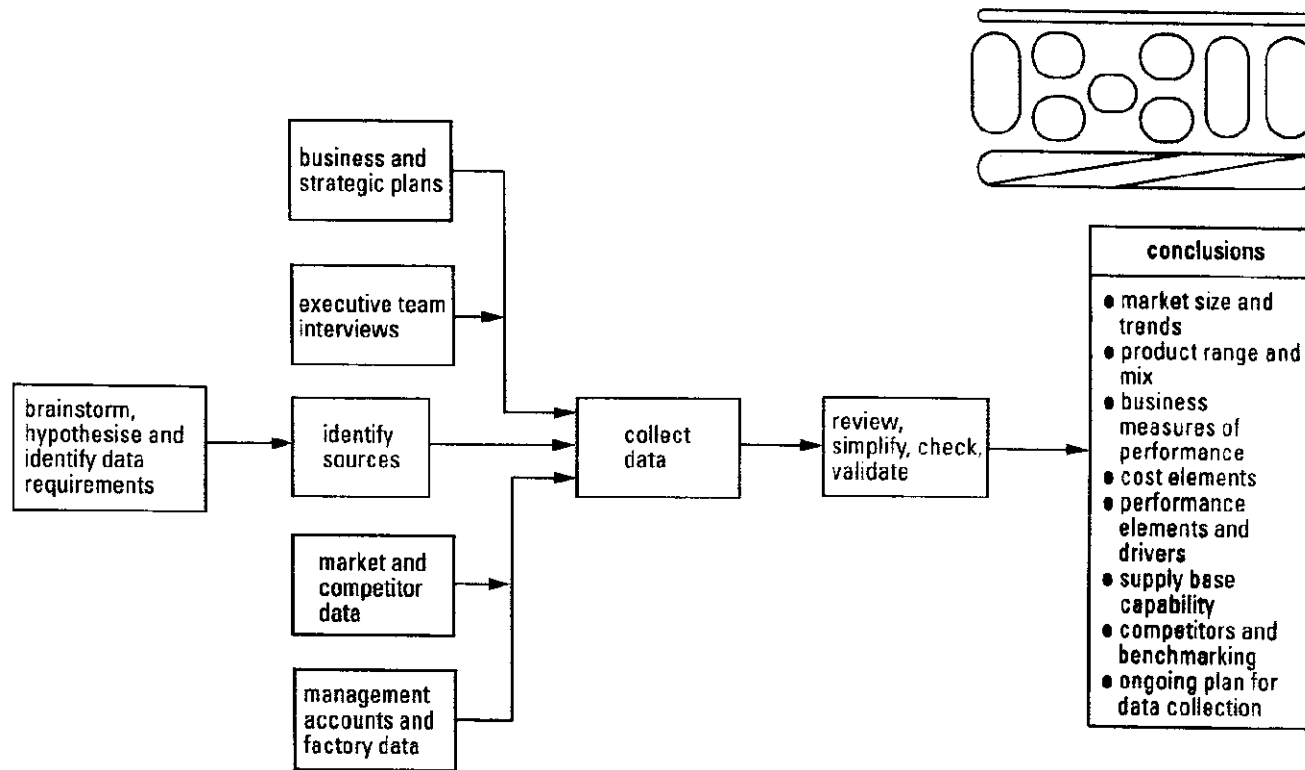 business and
strategic plans
executive team
interviews
brainstorm,
hypothesise and
identify data
requirements
identify
sources
market and
competitor
data
management
accounts and
factory data
collect
data
review,
simplify, check,
validate
conclusions
● market size and
trends
● product range and
mix
● business
measures of
performance
● cost elements
● performance
elements and
drivers
● supply base
capability
● competitors and
benchmarking
● ongoing plan for
data collection